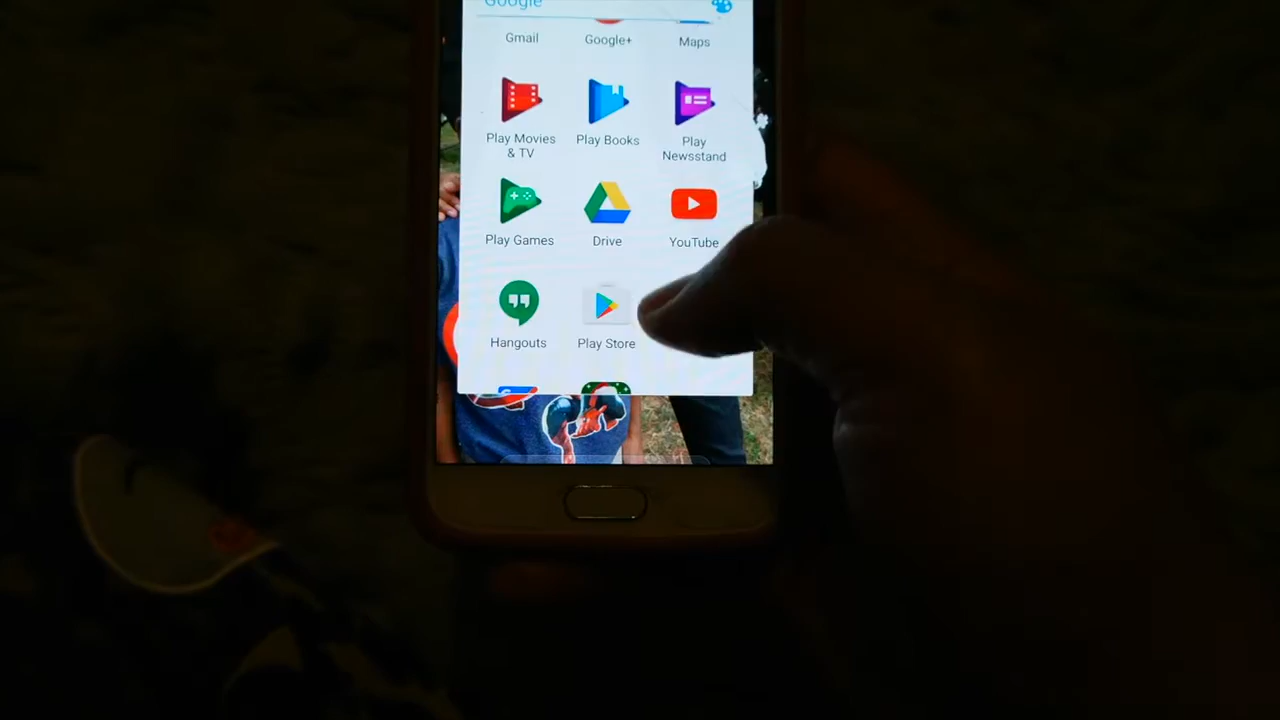 Google
Gmail Google+ Maps
Play Movies Play Books Play
& TV Newsstand
Play Games Drive YouTube
Hangouts Play Store